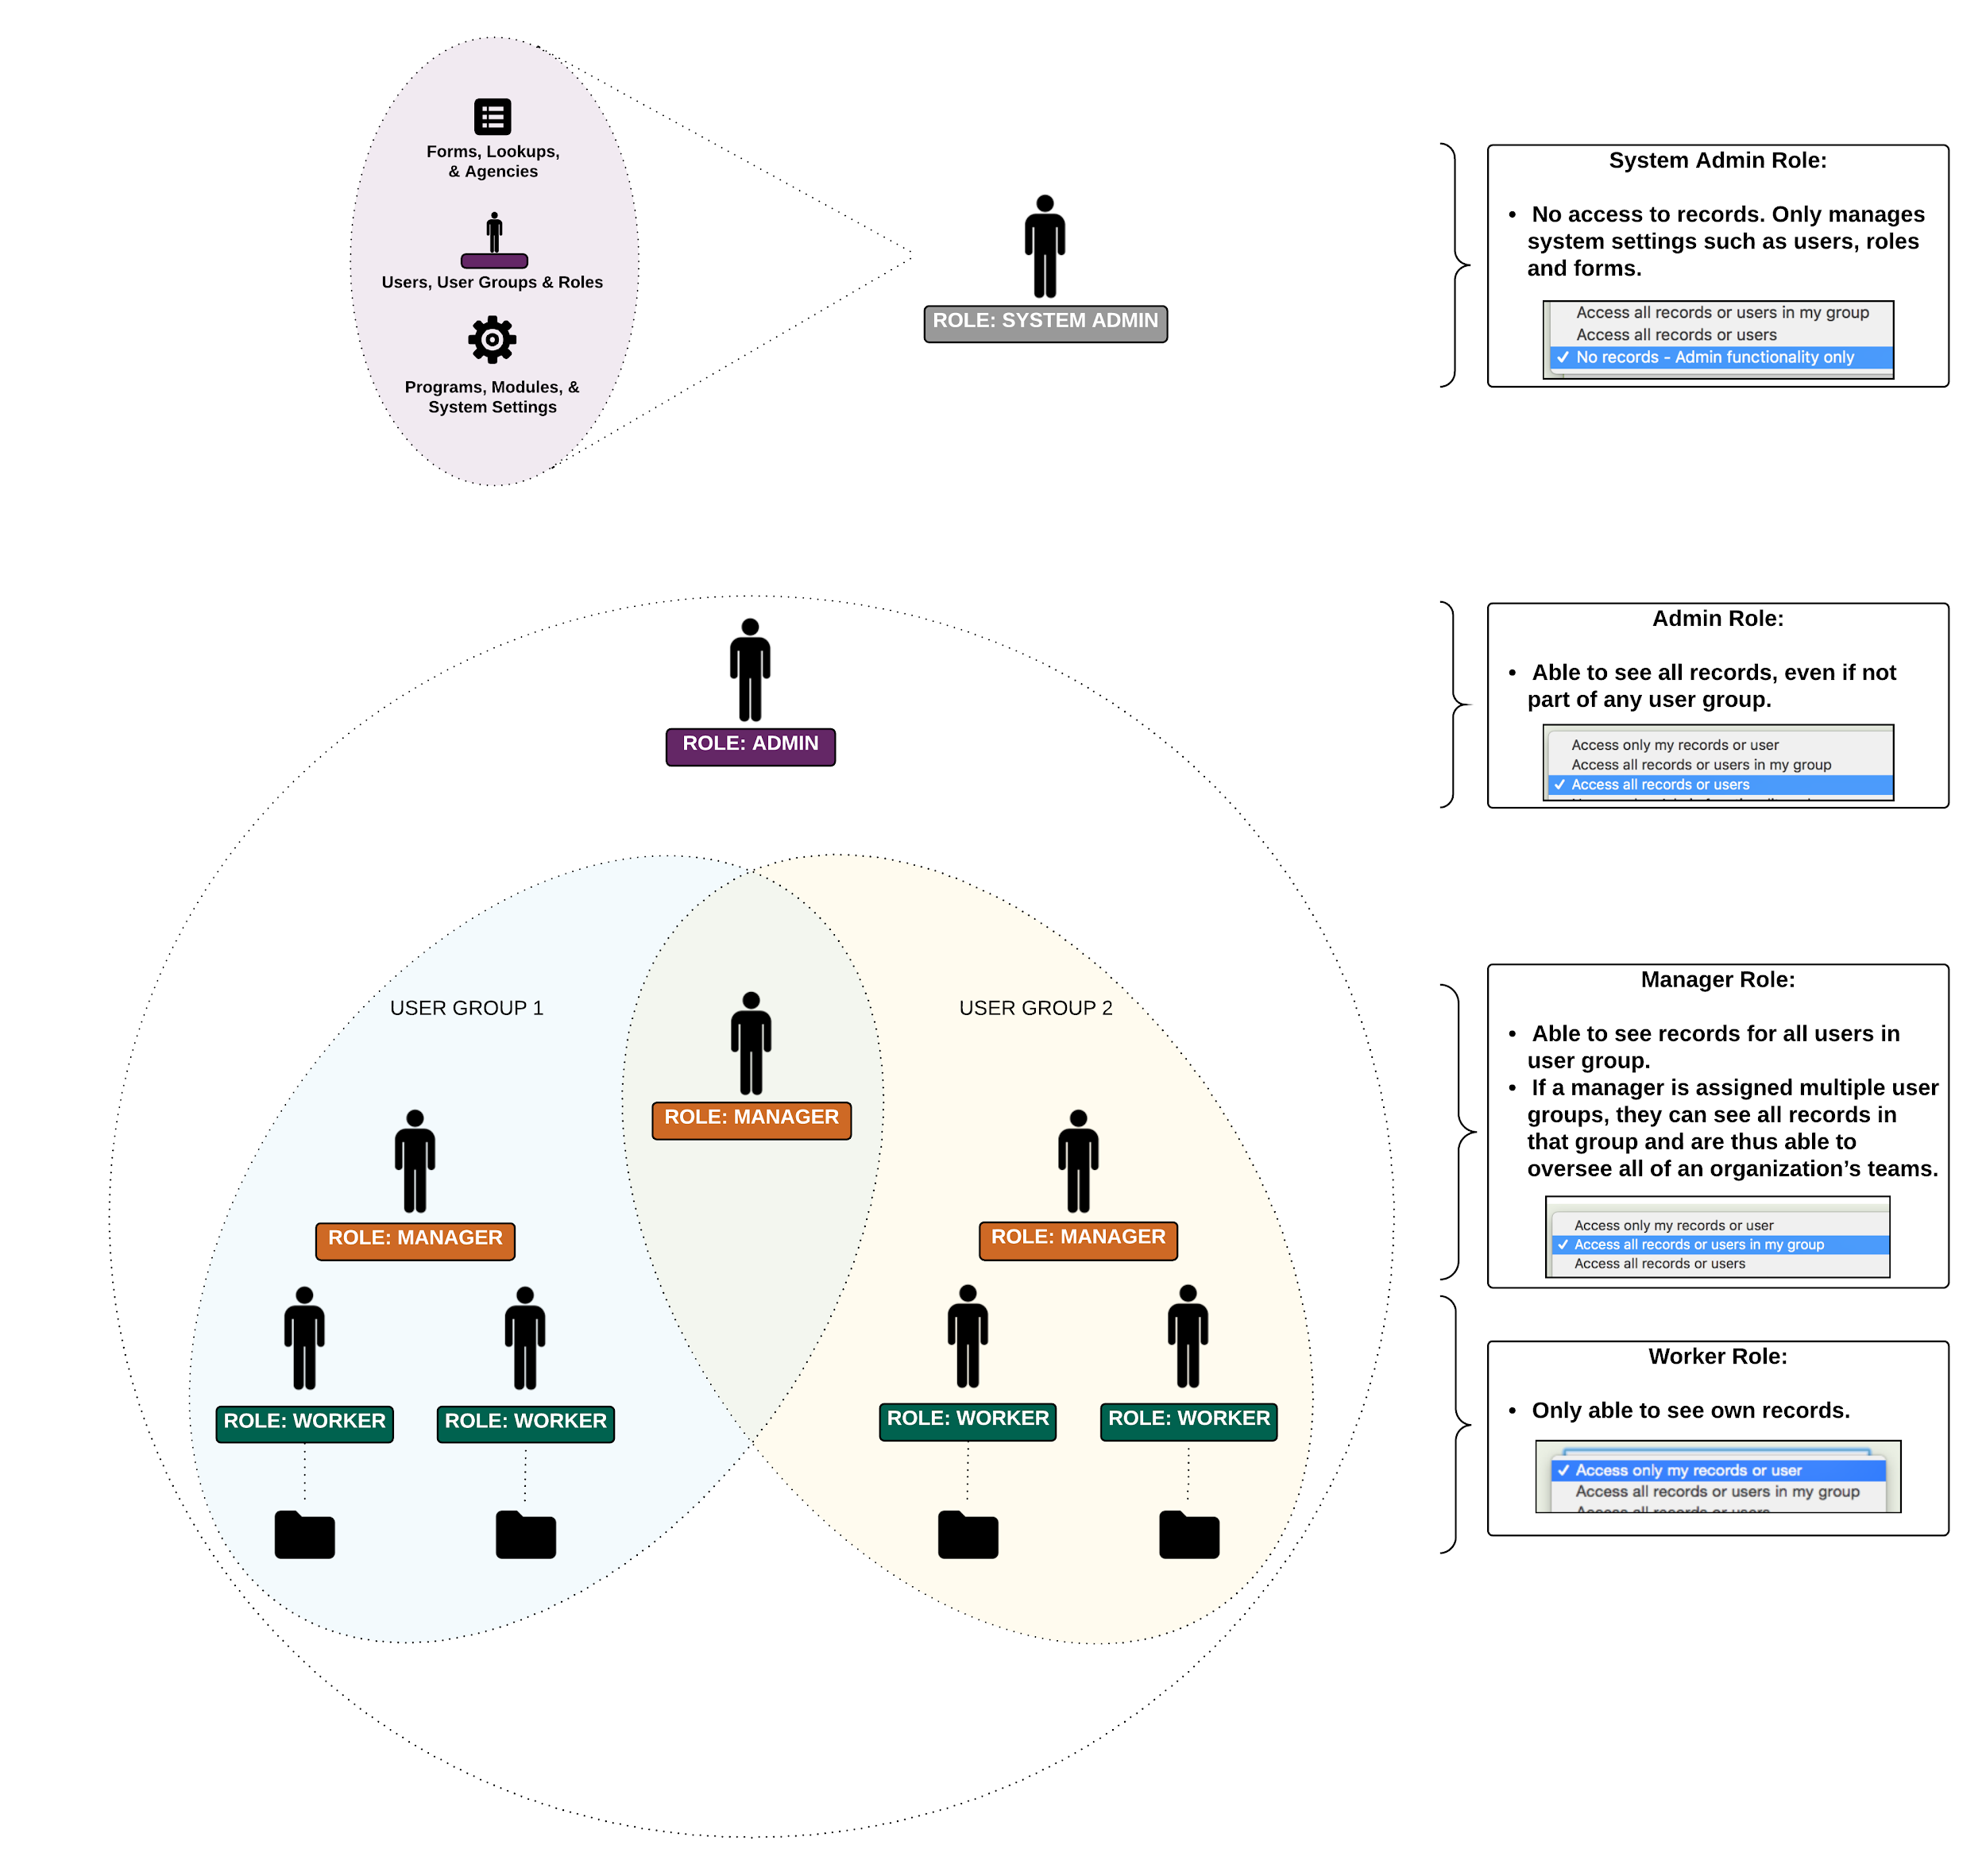 Forms, Lookups,
& Agencies
Users, User Groups & Roles
Programs, Modules, &
System Settings
ROLE: SYSTEM ADMIN
System Admin Role:
• No access to records. Only manages
system settings such as users, roles
and forms.
Access all records or users in my group
Access all records or users
✓ No records - Admin functionality only
ROLE: ADMIN
Admin Role:
• Able to see all records, even if not
part of any user group.
Access only my records or user
Access all records or users in my group
✓ Access all records or users
USER GROUP 1
USER GROUP 2
ROLE: MANAGER
ROLE: MANAGER
ROLE: MANAGER
Manager Role:
• Able to see records for all users in
user group.
• If a manager is assigned multiple user
groups, they can see all records in
that group and are thus able to
oversee all of an organization’s teams.
Access only my records or user
✓ Access all records or users in my group
Access all records or users
ROLE: WORKER
ROLE: WORKER
ROLE: WORKER
ROLE: WORKER
Worker Role:
• Only able to see own records.
✓ Access only my records or user
Access all records or users in my group
Access all records or users